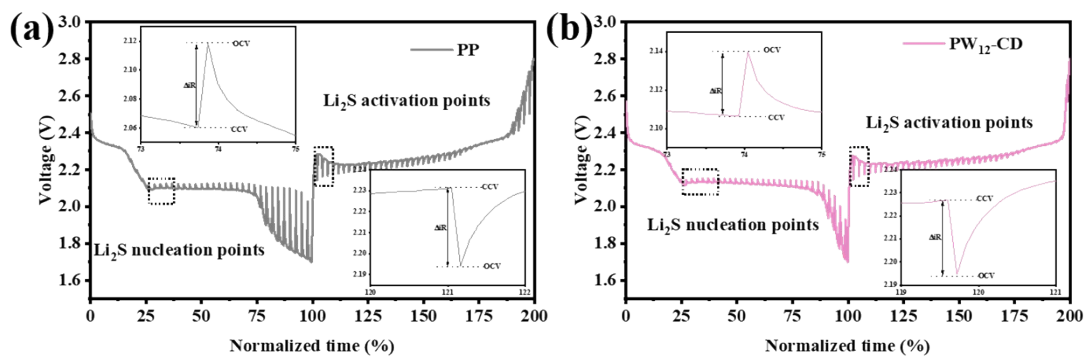 (a)
Voltage (V)
3.0
2.8
2.6
2.4
2.2
2.0
1.8
1.6
0 25 50 75 100 125 150 175 200
Normalized time (%)
PP
Li₂S activation points
Li₂S nucleation points
2.12
2.10
2.08
2.06
73 74 75
OCV
ΔiR
CCV
2.23
2.22
2.21
2.20
2.19
120 121 122
CCV
ΔiR
OCV
(b)
Voltage (V)
3.0
2.8
2.6
2.4
2.2
2.0
1.8
1.6
0 25 50 75 100 125 150 175 200
Normalized time (%)
PW₁₂-CD
Li₂S activation points
Li₂S nucleation points
2.14
2.12
2.10
73 74 75
OCV
ΔiR
CCV
2.24
2.23
2.22
2.21
2.20
2.19
119 120 121
CCV
ΔiR
OCV